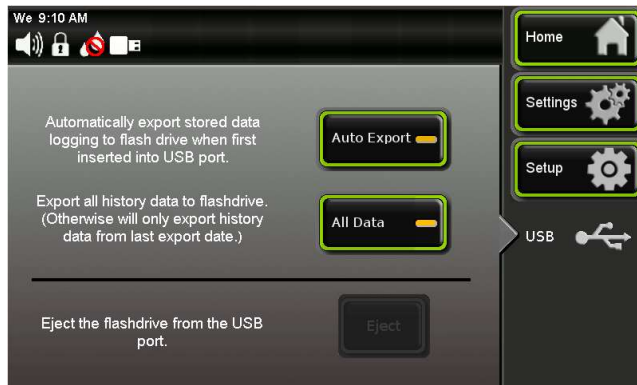 We 9:10 AM
Home
Settings
Setup
USB
Automatically export stored data
logging to flash drive when first
inserted into USB port.
Auto Export
Export all history data to flashdrive.
(Otherwise will only export history
data from last export date.)
All Data
Eject the flashdrive from the USB
port.
Eject